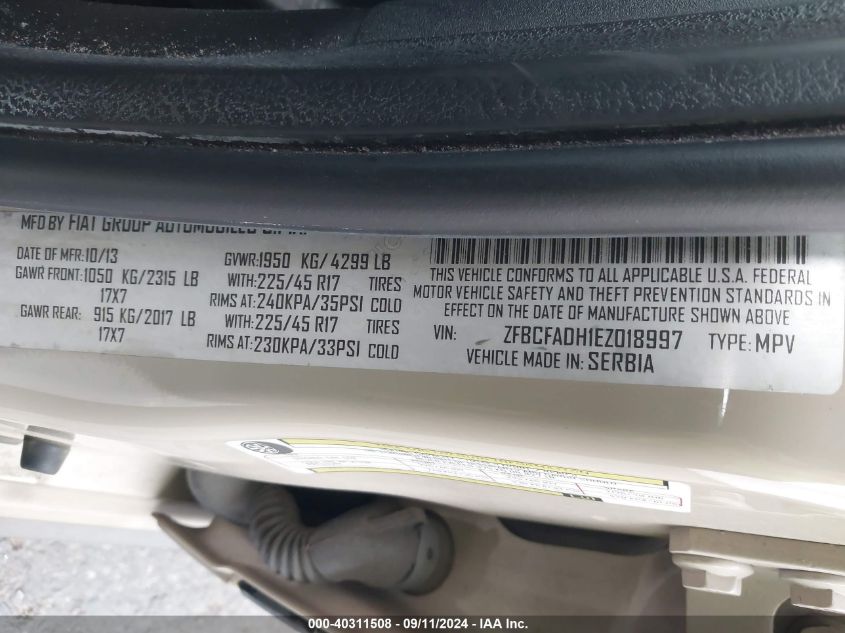 MFD BY FIAT GROUP AUTOMOBILES
DATE OF MFR:10/13
GAWR FRONT:1050 KG/2315 LB
17X7
GAWR REAR: 915 KG/2017 LB
17X7
GVWR:1950 KG/4299 LB
WITH:225/45 R17 TIRES
RIMS AT:240KPA/35PSI COLD
WITH:225/45 R17 TIRES
RIMS AT:230KPA/33PSI COLD
THIS VEHICLE CONFORMS TO ALL APPLICABLE U.S.A. FEDERAL
MOTOR VEHICLE SAFETY AND THEFT PREVENTION STANDARDS IN
EFFECT ON THE DATE OF MANUFACTURE SHOWN ABOVE
VIN: ZFBCFADH1EZ018997 TYPE:MPV
VEHICLE MADE IN:SERBIA
000-40311508 - 09/11/2024 - IAA Inc.